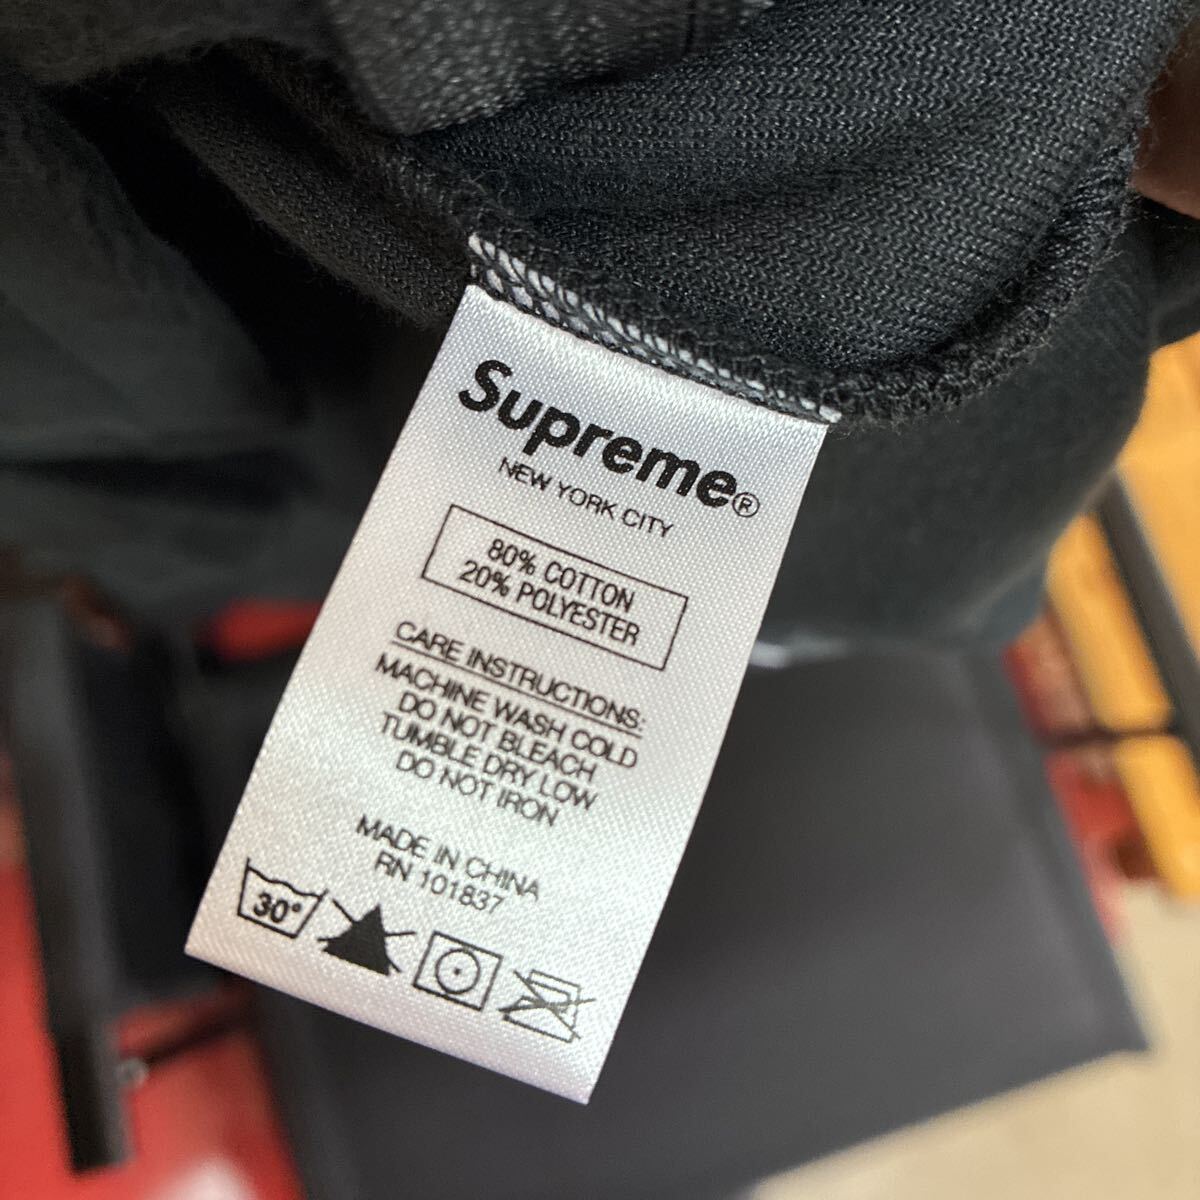 Supreme®
NEW YORK CITY
80% COTTON
20% POLYESTER
CARE INSTRUCTIONS:
MACHINE WASH COLD
DO NOT BLEACH
TUMBLE DRY LOW
DO NOT IRON
MADE IN CHINA
RN 101837
30°